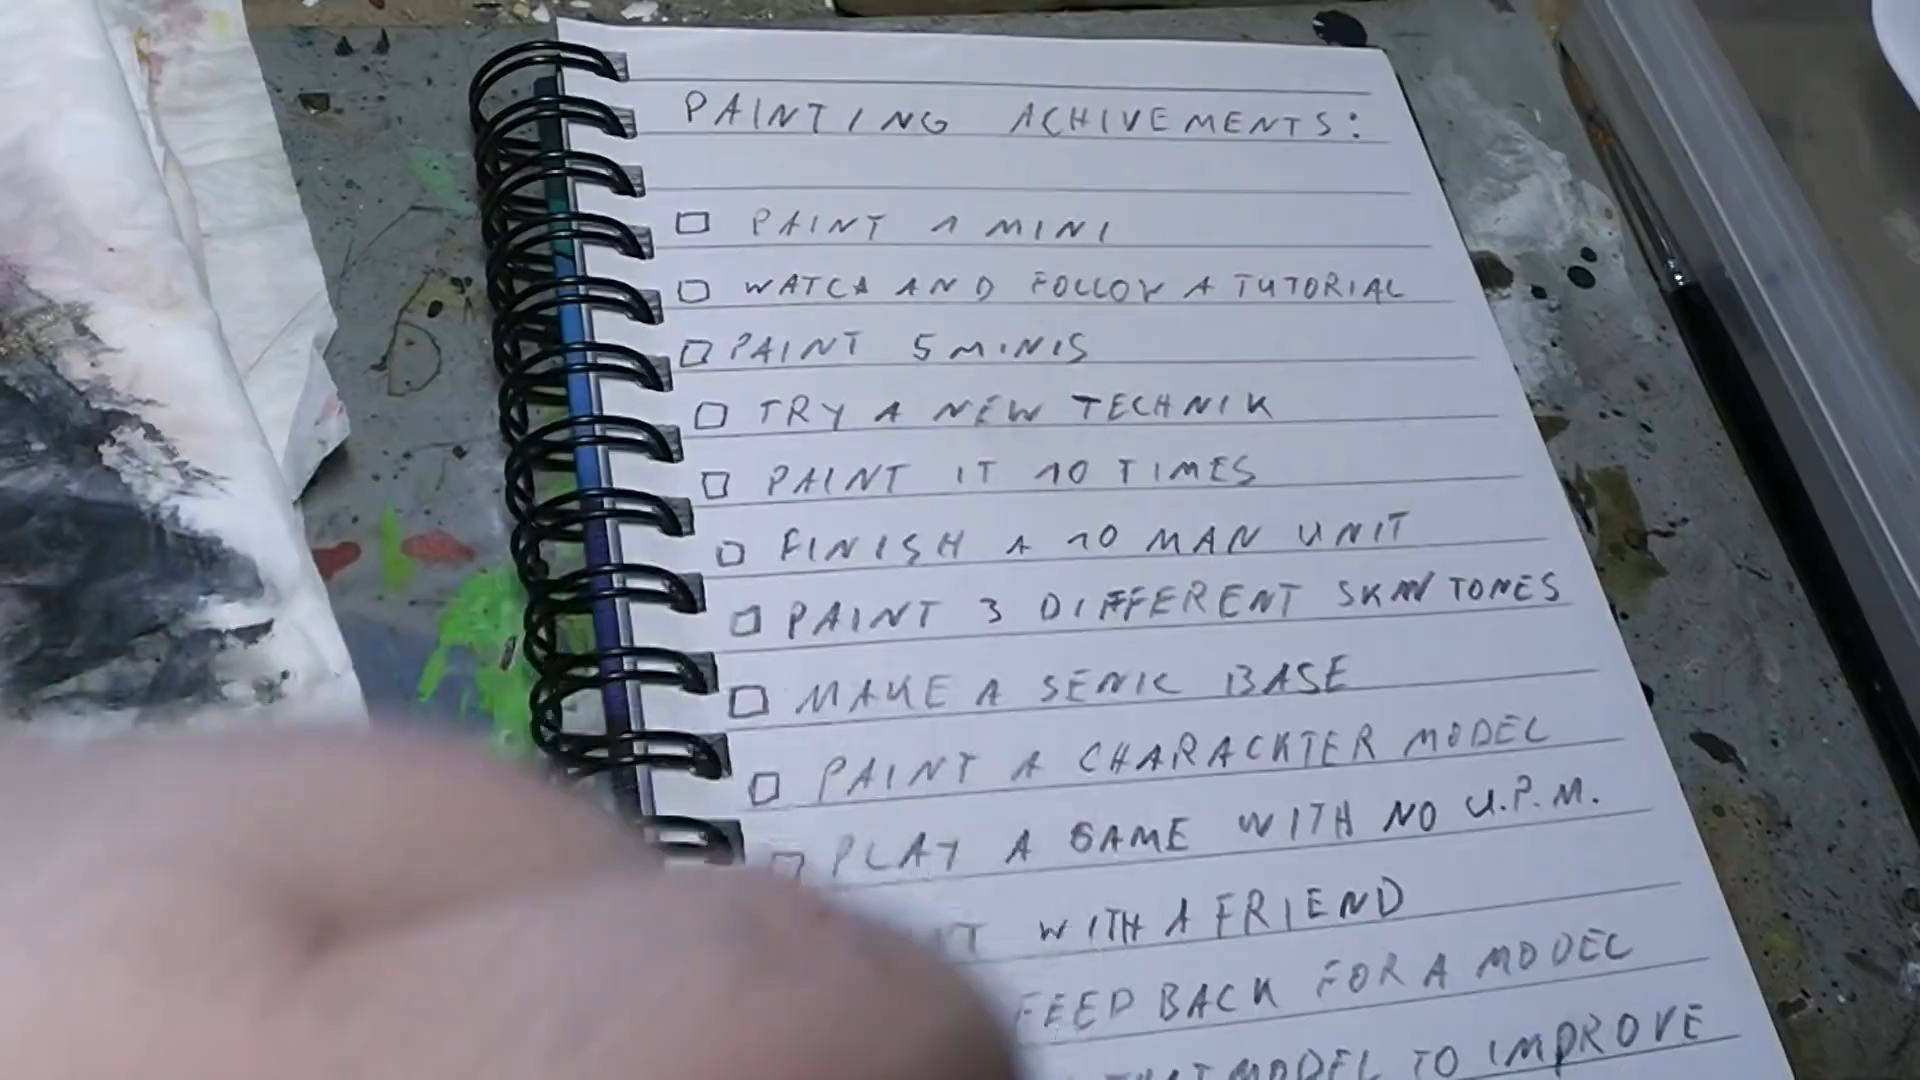 PAINTING ACHIVEMENTS:
PAINT 1 MINI
WATCH AND FOLLOW A TUTORIAL
PAINT 5 MINIS
TRY A NEW TECHNIK
PAINT IT 10 TIMES
FINISH A 10 MAN UNIT
PAINT 3 DIFFERENT SKIN TONES
MAKE A SENIC BASE
PAINT A CHARACKTER MODEL
PLAY A GAME WITH NO U.P.M.
WITH A FRIEND
FEEDBACK FOR A MODEL
MODEL TO IMPROVE